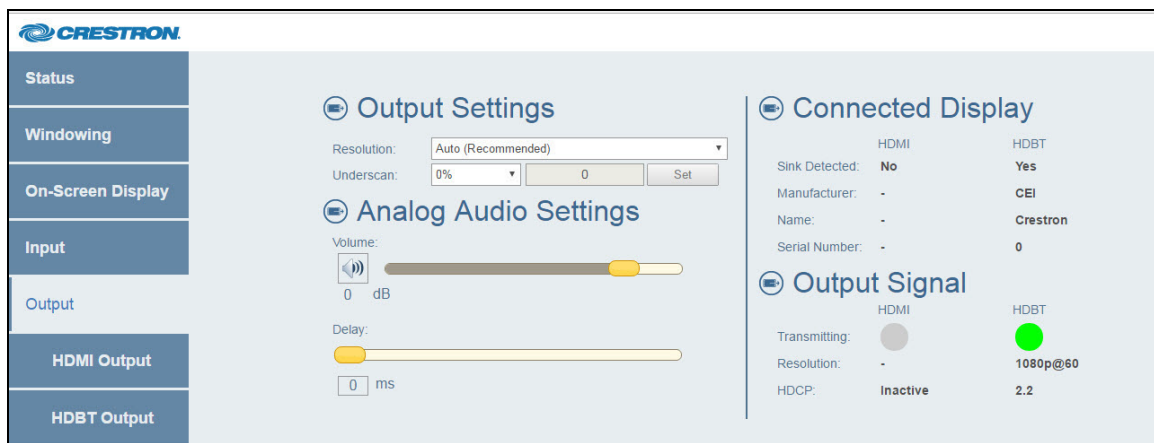 CRESTRON.
Status
Windowing
On-Screen Display
Input
Output
HDMI Output
HDBT Output
Output Settings
Resolution: Auto (Recommended)
Underscan: 0% 0 Set
Analog Audio Settings
Volume:
0 dB
Delay:
0 ms
Connected Display
HDMI HDBT
Sink Detected: No Yes
Manufacturer: - CEI
Name: - Crestron
Serial Number: - 0
Output Signal
HDMI HDBT
Transmitting:
Resolution: - 1080p@60
HDCP: Inactive 2.2